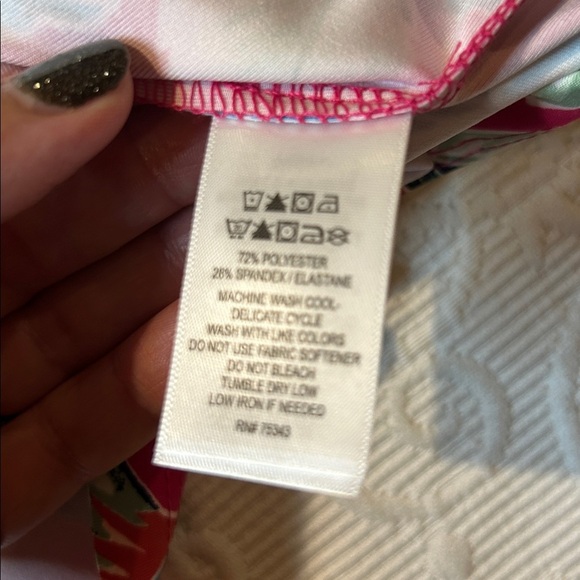 72% POLYESTER
28% SPANDEX / ELASTANE
MACHINE WASH COOL-
DELICATE CYCLE
WASH WITH LIKE COLORS
DO NOT USE FABRIC SOFTENER
DO NOT BLEACH
TUMBLE DRY LOW
LOW IRON IF NEEDED
RN# 75343